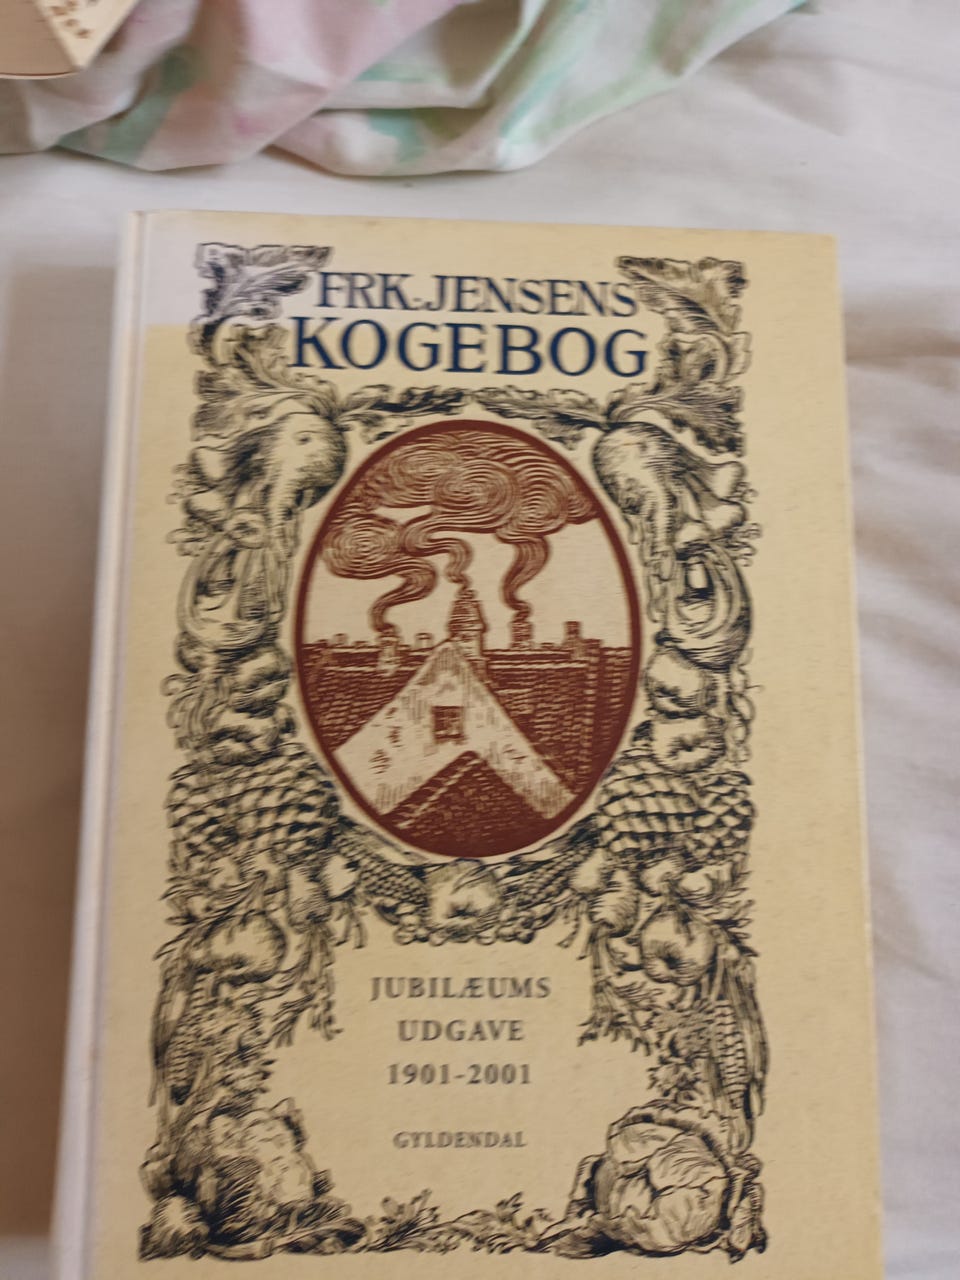 FRK. JENSENS
KOGEBOG
JUBILÆUMS
UDGAVE
1901-2001
GYLDENDAL